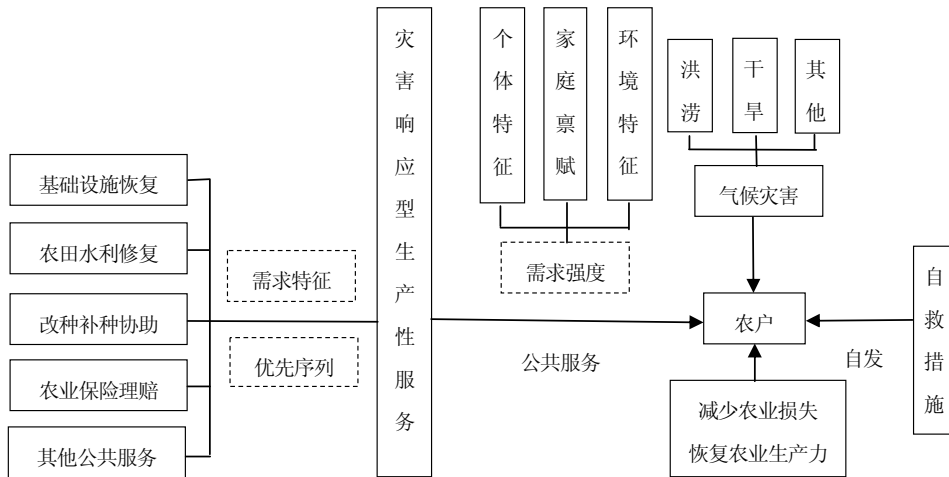 灾害响应型生产性服务
个体特征
家庭禀赋
环境特征
洪涝
干旱
其他
气候灾害
基础设施恢复
农田水利修复
改种补种协助
农业保险理赔
其他公共服务
需求特征
优先序列
需求强度
公共服务
农户
自发
自救措施
减少农业损失
恢复农业生产力